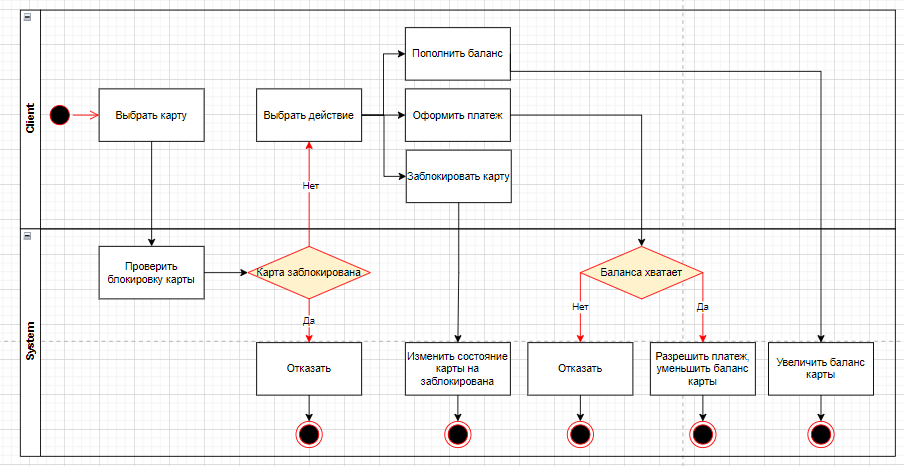 Client
Выбрать карту
Выбрать действие
Пополнить баланс
Оформить платеж
Заблокировать карту
Нет
System
Проверить
блокировку карты
Карта заблокирована
Да
Отказать
Изменить состояние
карты на
заблокирована
Баланса хватает
Нет
Да
Отказать
Разрешить платеж,
уменьшить баланс
карты
Увеличить баланс
карты